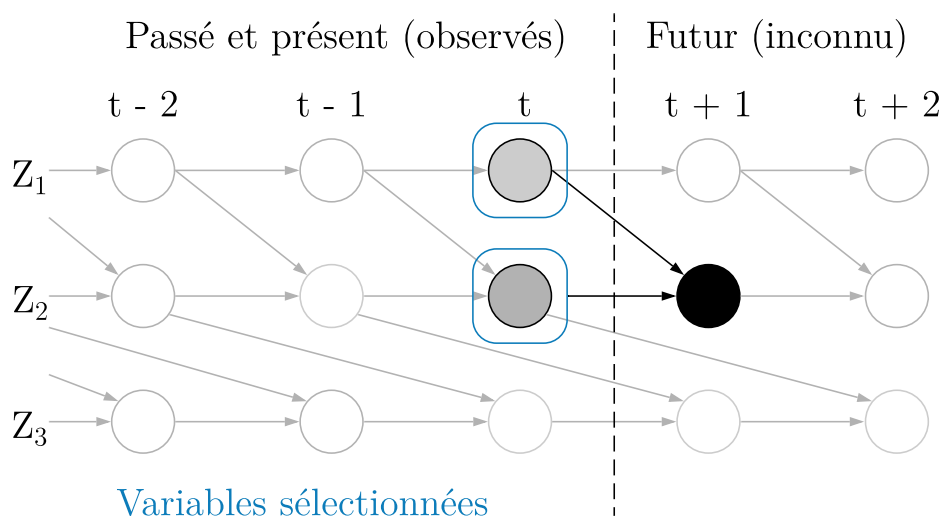 Passé et présent (observés) Futur (inconnu)
t - 2 t - 1 t t + 1 t + 2
Z₁
Z₂
Z₃
Variables sélectionnées